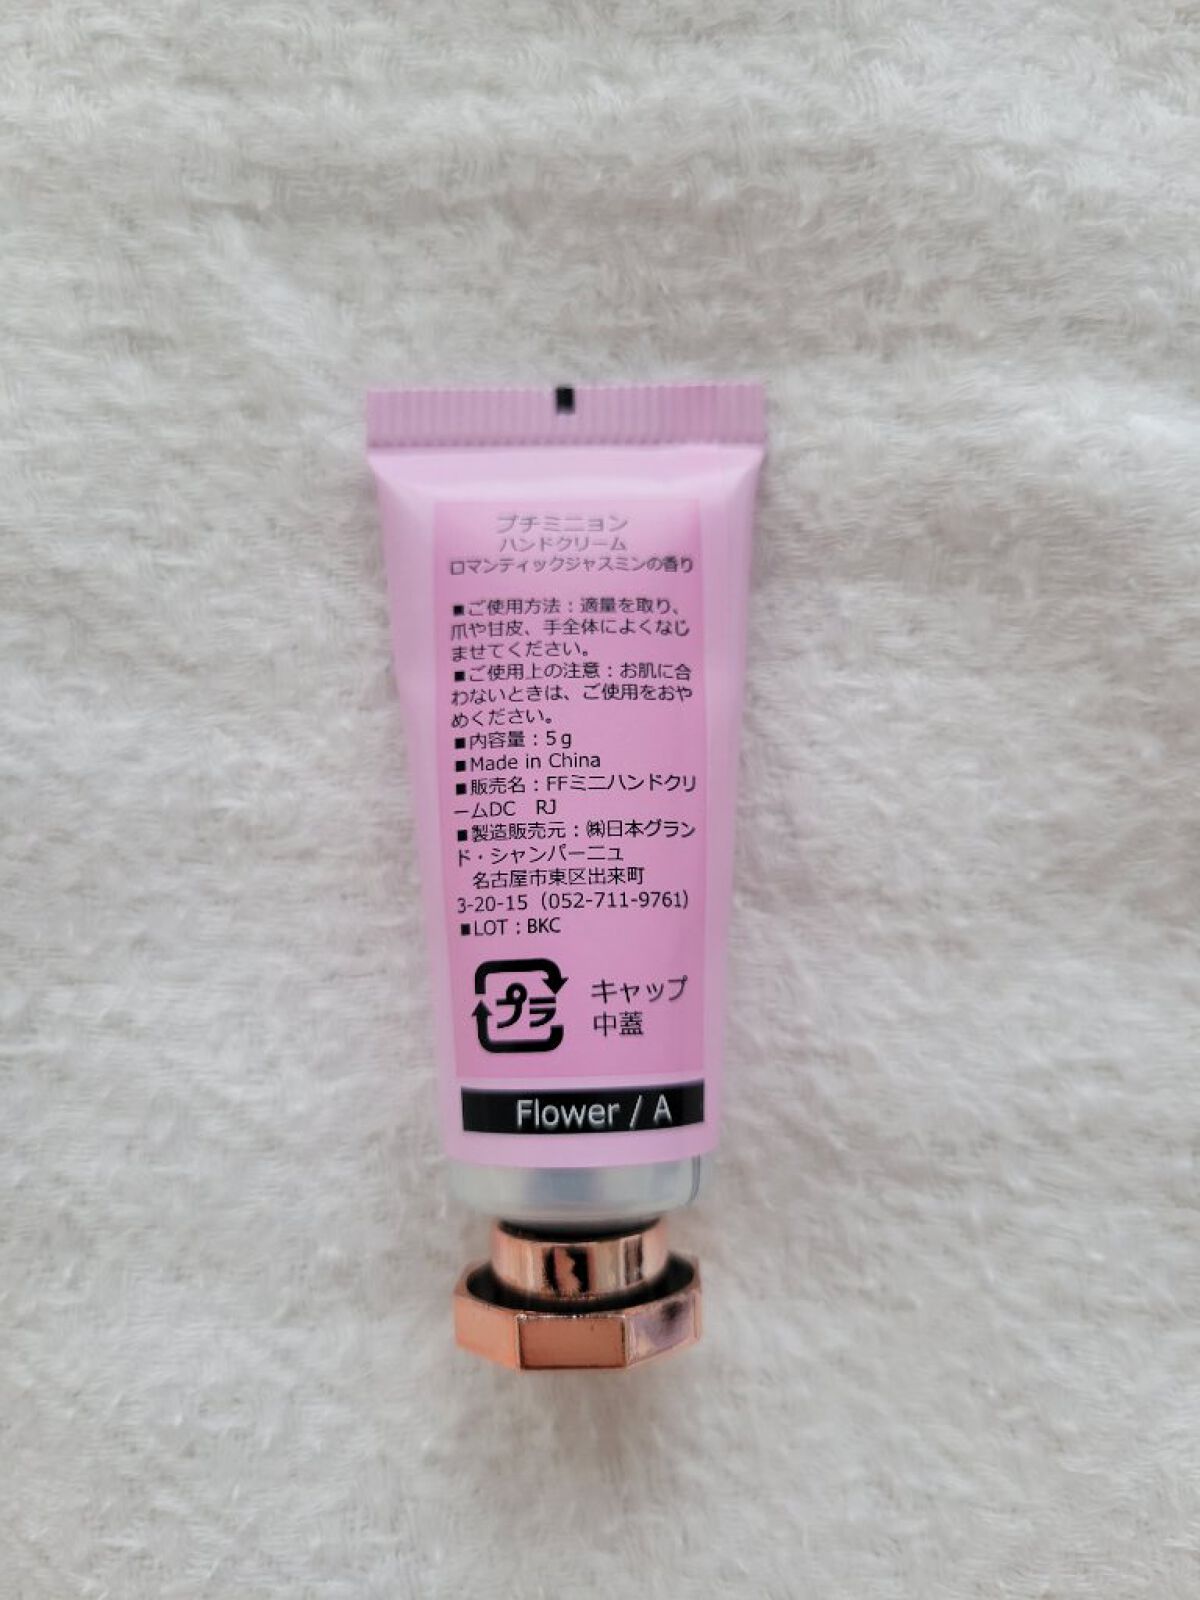 プチミニョン
ハンドクリーム
ロマンティックジャスミンの香り
■ご使用方法：適量を取り、
爪や甘皮、手全体によくなじ
ませてください。
■ご使用上の注意：お肌に合
わないときは、ご使用をおや
めください。
■内容量：5g
■Made in China
■販売名：FFミニハンドクリ
ームDC　RJ
■製造販売元：㈱日本グラン
ド・シャンパーニュ
名古屋市東区出来町
3-20-15（052-711-9761)
■LOT：BKC
プラ
キャップ
中蓋
Flower / A